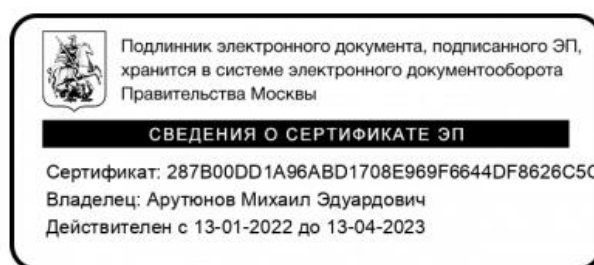 Подлинник электронного документа, подписанного ЭП,
хранится в системе электронного документооборота
Правительства Москвы
СВЕДЕНИЯ О СЕРТИФИКАТЕ ЭП
Сертификат: 287B00DD1A96ABD1708E969F6644DF8626C5C
Владелец: Арутюнов Михаил Эдуардович
Действителен с 13-01-2022 до 13-04-2023